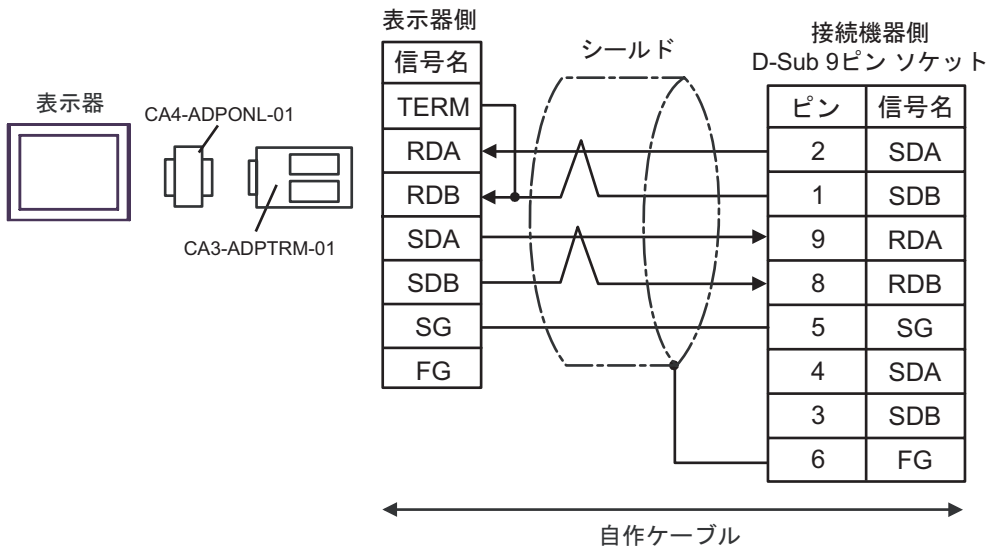 表示器
CA4-ADPONL-01
CA3-ADPTRM-01
表示器側
信号名
TERM
RDA
RDB
SDA
SDB
SG
FG
シールド
接続機器側
D-Sub 9ピン ソケット
ピン 信号名
2 SDA
1 SDB
9 RDA
8 RDB
5 SG
4 SDA
3 SDB
6 FG
自作ケーブル